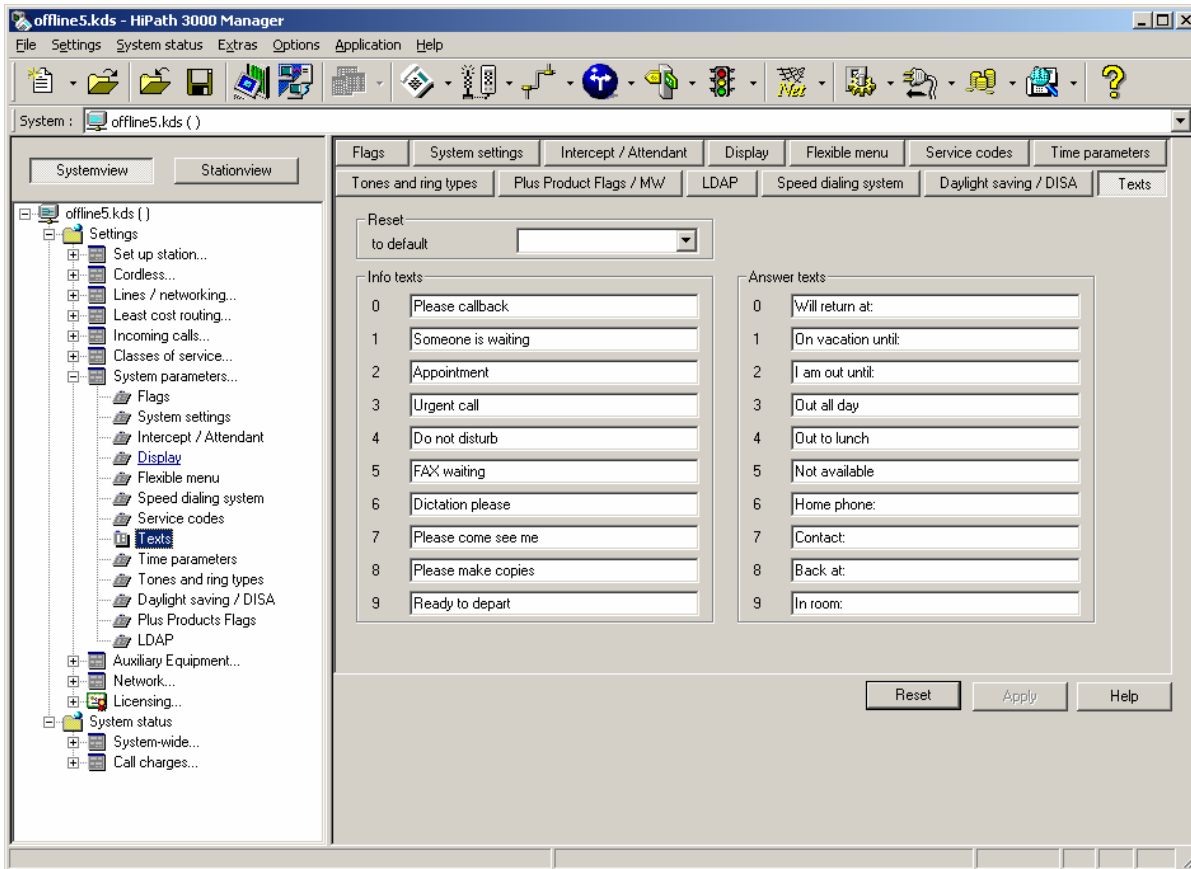 offline5.kds - HiPath 3000 Manager
File Settings System status Extras Options Application Help
Net
System : offline5.kds ( )
Systemview Stationview
offline5.kds ( )
Settings
Set up station...
Cordless...
Lines / networking...
Least cost routing...
Incoming calls...
Classes of service...
System parameters...
Flags
System settings
Intercept / Attendant
Display
Flexible menu
Speed dialing system
Service codes
Texts
Time parameters
Tones and ring types
Daylight saving / DISA
Plus Products Flags
LDAP
Auxiliary Equipment...
Network...
Licensing...
System status
System-wide...
Call charges...
Flags System settings Intercept / Attendant Display Flexible menu Service codes Time parameters
Tones and ring types Plus Product Flags / MW LDAP Speed dialing system Daylight saving / DISA Texts
Reset
to default
Info texts
0 Please callback
1 Someone is waiting
2 Appointment
3 Urgent call
4 Do not disturb
5 FAX waiting
6 Dictation please
7 Please come see me
8 Please make copies
9 Ready to depart
Answer texts
0 Will return at:
1 On vacation until:
2 I am out until:
3 Out all day
4 Out to lunch
5 Not available
6 Home phone:
7 Contact:
8 Back at:
9 In room:
Reset Apply Help